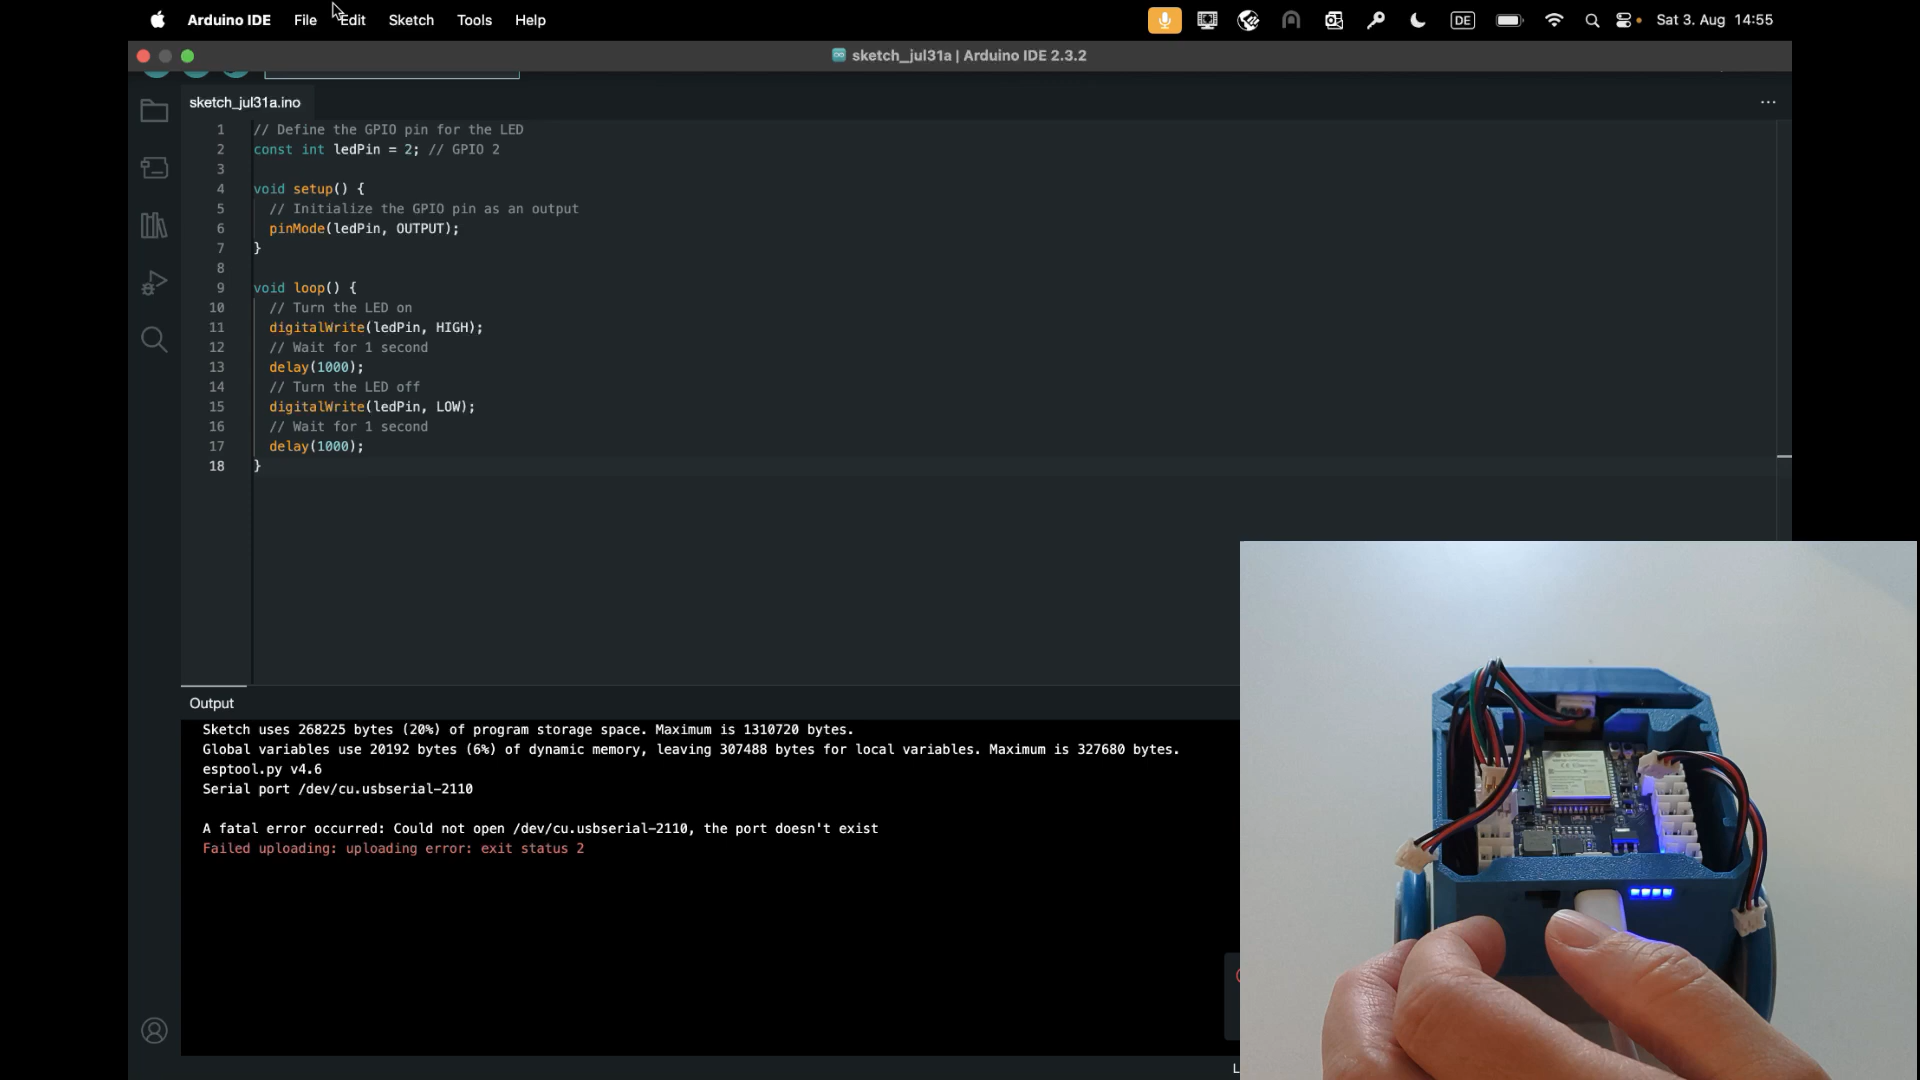 Arduino IDE File Edit Sketch Tools Help DE Sat 3. Aug 14:55
sketch_jul31a | Arduino IDE 2.3.2
sketch_jul31a.ino
1 // Define the GPIO pin for the LED
2 const int ledPin = 2; // GPIO 2
3
4 void setup() {
5 // Initialize the GPIO pin as an output
6 pinMode(ledPin, OUTPUT);
7 }
8
9 void loop() {
10 // Turn the LED on
11 digitalWrite(ledPin, HIGH);
12 // Wait for 1 second
13 delay(1000);
14 // Turn the LED off
15 digitalWrite(ledPin, LOW);
16 // Wait for 1 second
17 delay(1000);
18 }
Output
Sketch uses 268225 bytes (20%) of program storage space. Maximum is 1310720 bytes.
Global variables use 20192 bytes (6%) of dynamic memory, leaving 307488 bytes for local variables. Maximum is 327680 bytes.
esptool.py v4.6
Serial port /dev/cu.usbserial-2110
A fatal error occurred: Could not open /dev/cu.usbserial-2110, the port doesn't exist
Failed uploading: uploading error: exit status 2